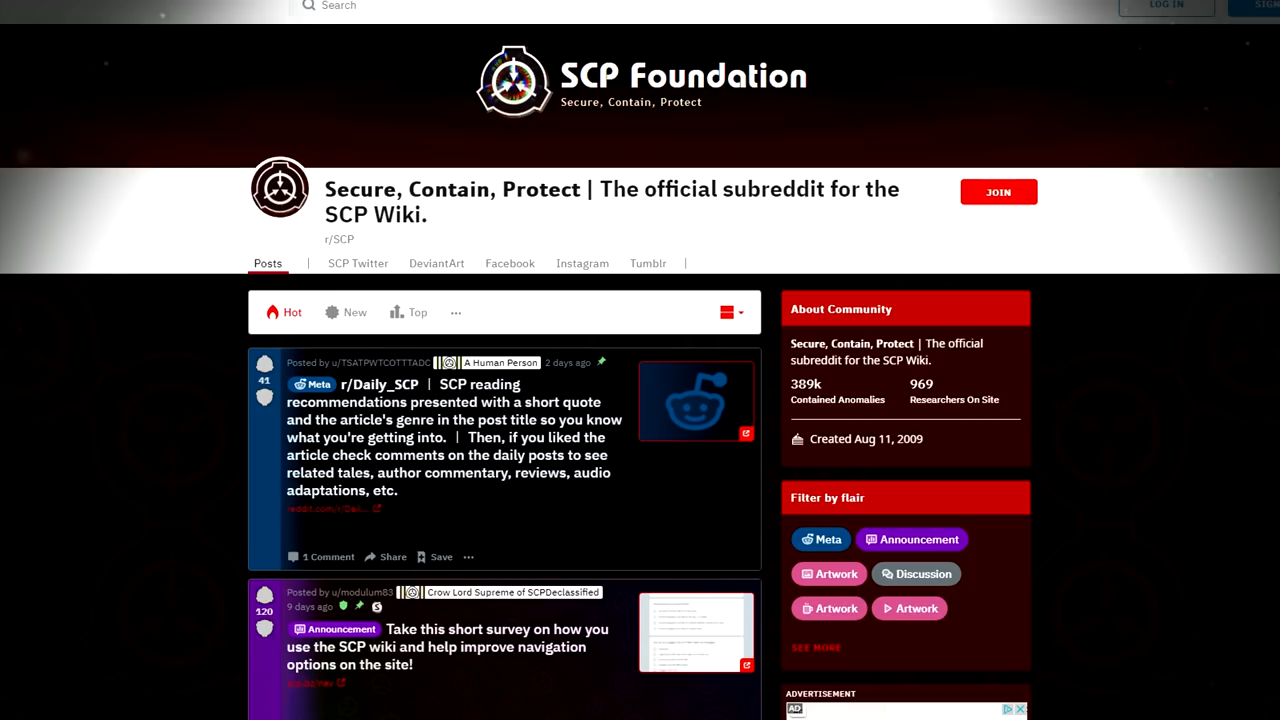 Search
LOG IN
SIGN
SCP Foundation
Secure, Contain, Protect
Secure, Contain, Protect | The official subreddit for the
SCP Wiki.
JOIN
r/SCP
Posts | SCP Twitter DeviantArt Facebook Instagram Tumblr |
Hot New Top ...
Posted by u/TSATPWTCOTTTADC A Human Person 2 days ago
41
Meta r/Daily_SCP | SCP reading
recommendations presented with a short quote
and the article's genre in the post title so you know
what you're getting into. | Then, if you liked the
article check comments on the daily posts to see
related tales, author commentary, reviews, audio
adaptations, etc.
reddit.com/r/Dail...
1 Comment Share Save ...
Posted by u/modulum83 Crow Lord Supreme of SCPDeclassified
9 days ago
120
Announcement Take this short survey on how you
use the SCP wiki and help improve navigation
options on the site!
About Community
Secure, Contain, Protect | The official
subreddit for the SCP Wiki.
389k 969
Contained Anomalies Researchers On Site
Created Aug 11, 2009
Filter by flair
Meta Announcement
Artwork Discussion
Artwork Artwork
SEE MORE
ADVERTISEMENT
AD